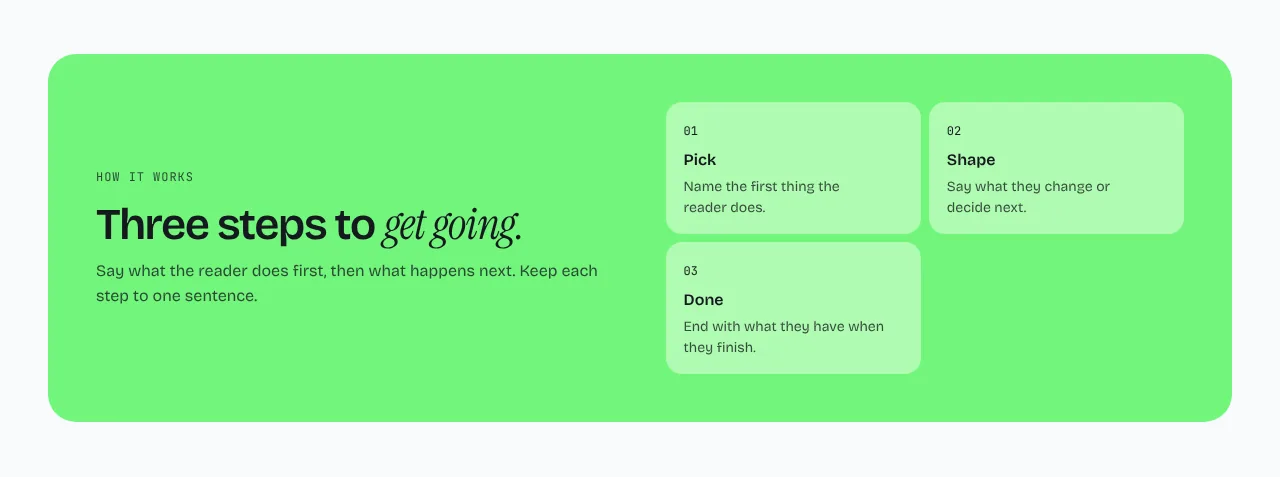 HOW IT WORKS
Three steps to get going.
Say what the reader does first, then what happens next. Keep each
step to one sentence.
01
Pick
Name the first thing the
reader does.
02
Shape
Say what they change or
decide next.
03
Done
End with what they have when
they finish.